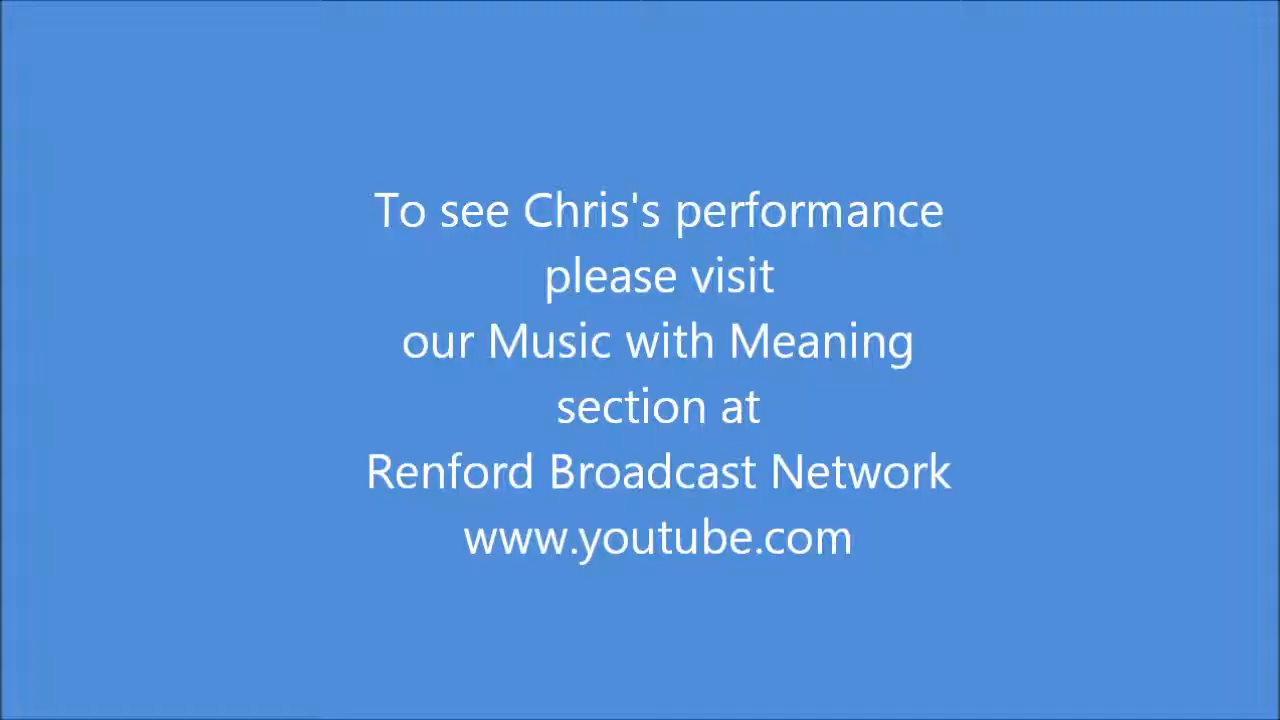 To see Chris's performance
please visit
our Music with Meaning
section at
Renford Broadcast Network
www.youtube.com